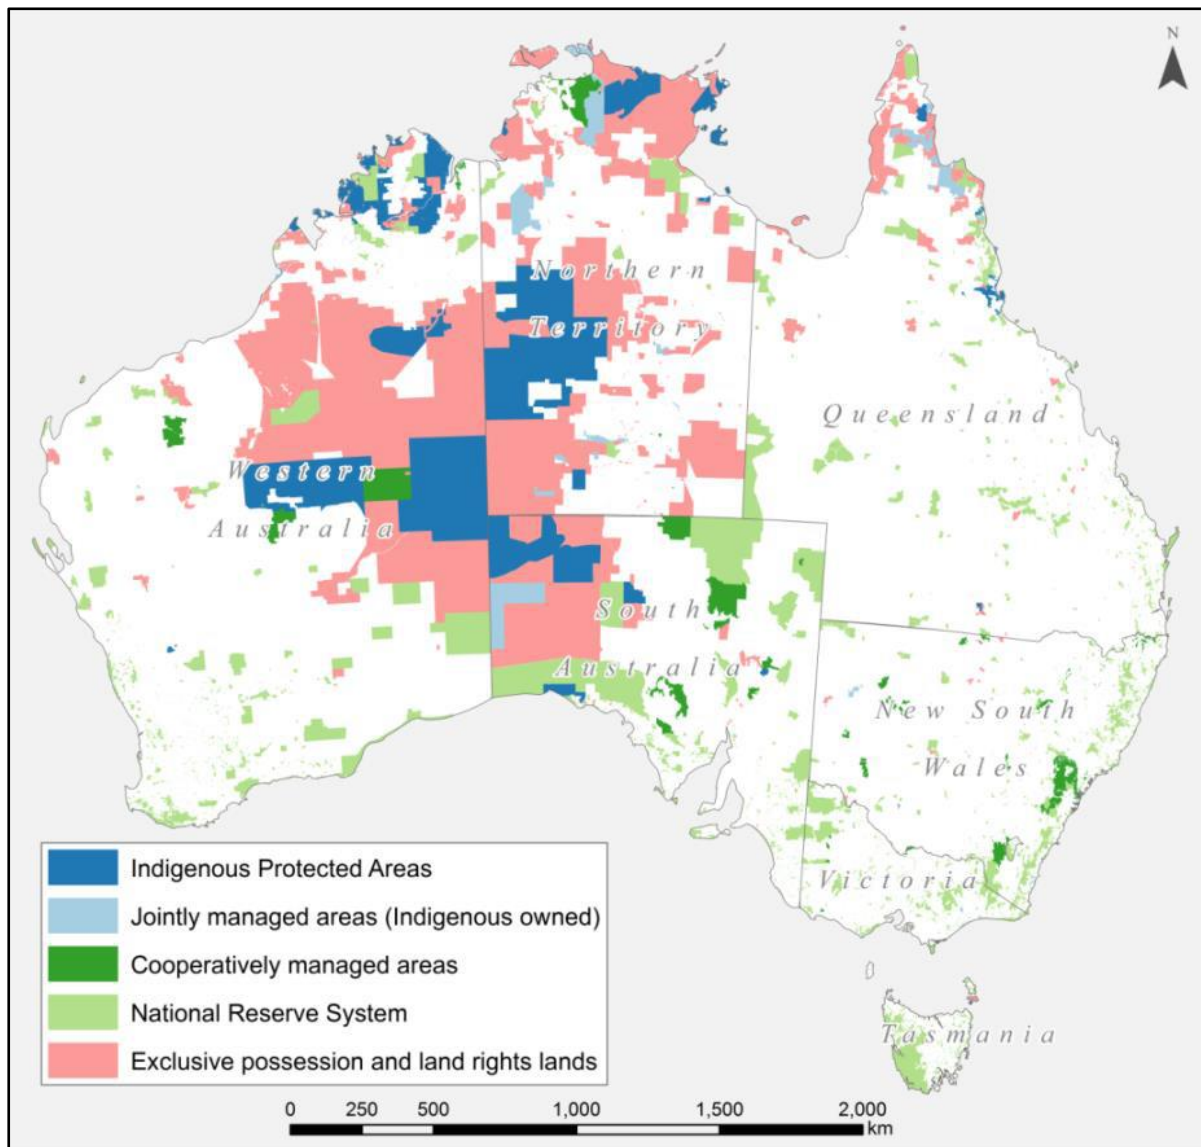 N
Northern
Territory
Queensland
Western
Australia
South
Australia
New South
Wales
Victoria
Tasmania
Indigenous Protected Areas
Jointly managed areas (Indigenous owned)
Cooperatively managed areas
National Reserve System
Exclusive possession and land rights lands
0 250 500 1,000 1,500 2,000
km